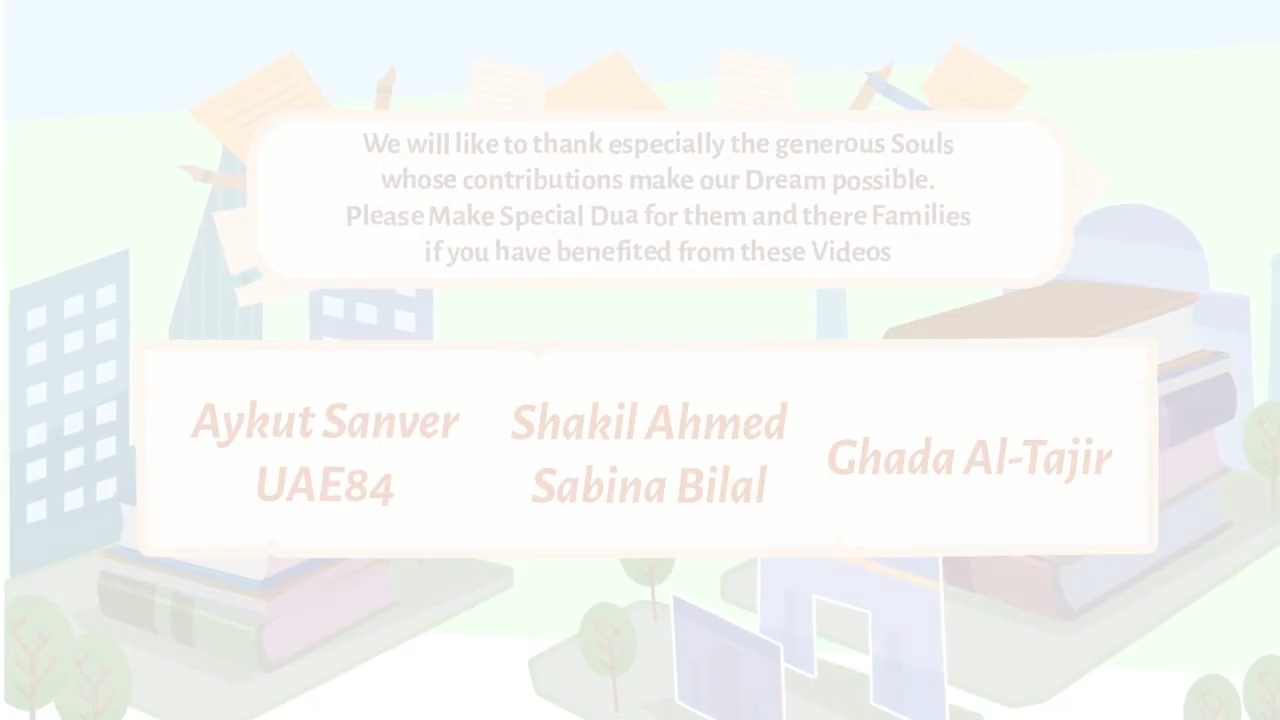 We will like to thank especially the generous Souls
whose contributions make our Dream possible.
Please Make Special Dua for them and there Families
if you have benefited from these Videos
Aykut Sanver
UAE84
Shakil Ahmed
Sabina Bilal
Ghada Al-Tajir